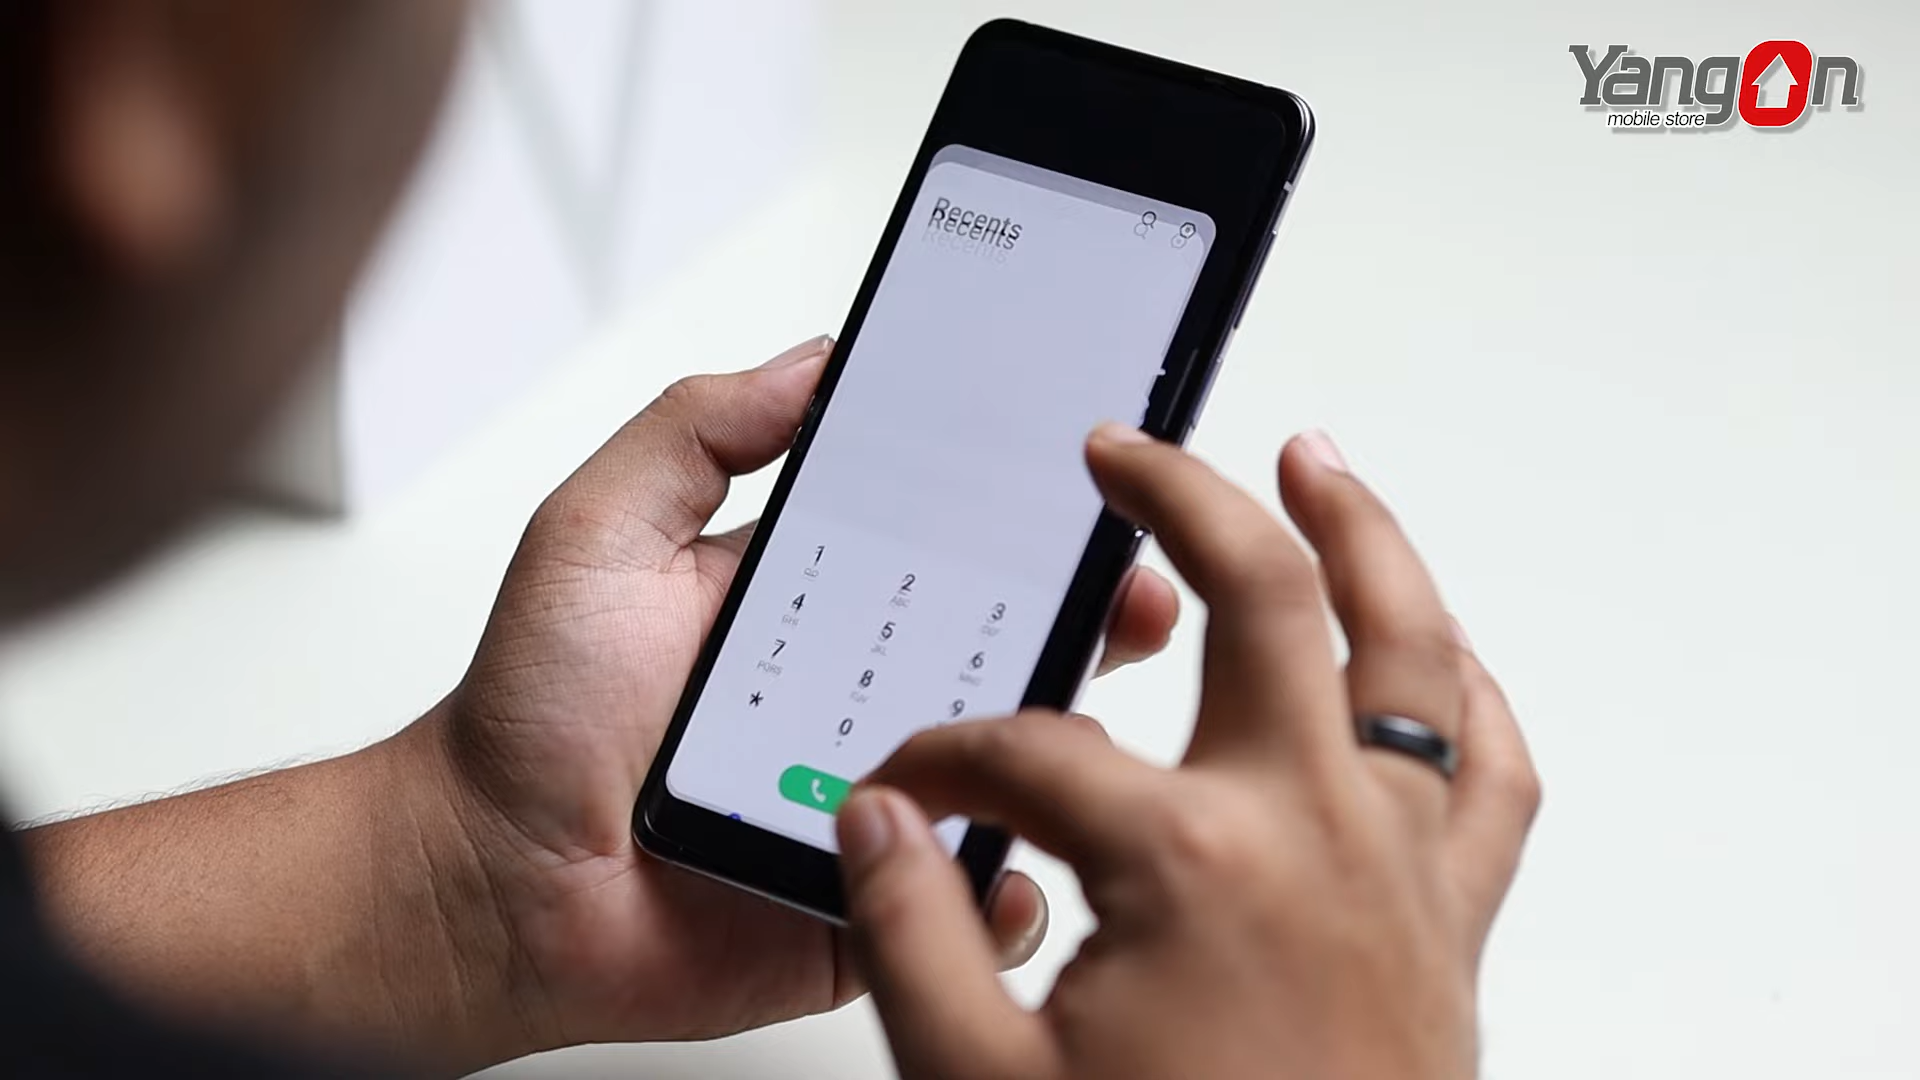 YangOn
mobile store
Recents
1
2
ABC
3
DEF
4
GHI
5
JKL
6
MNO
7
PQRS
8
TUV
9
*
0
+